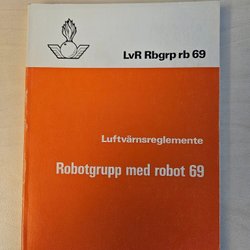 LvR Rbgrp rb 69
Luftvärnsreglemente
Robotgrupp med robot 69